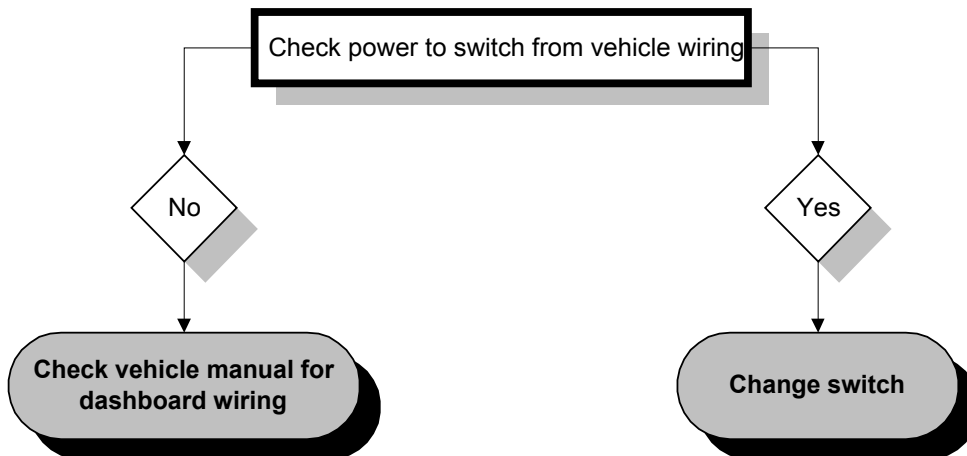 Check power to switch from vehicle wiring
No
Yes
Check vehicle manual for
dashboard wiring
Change switch